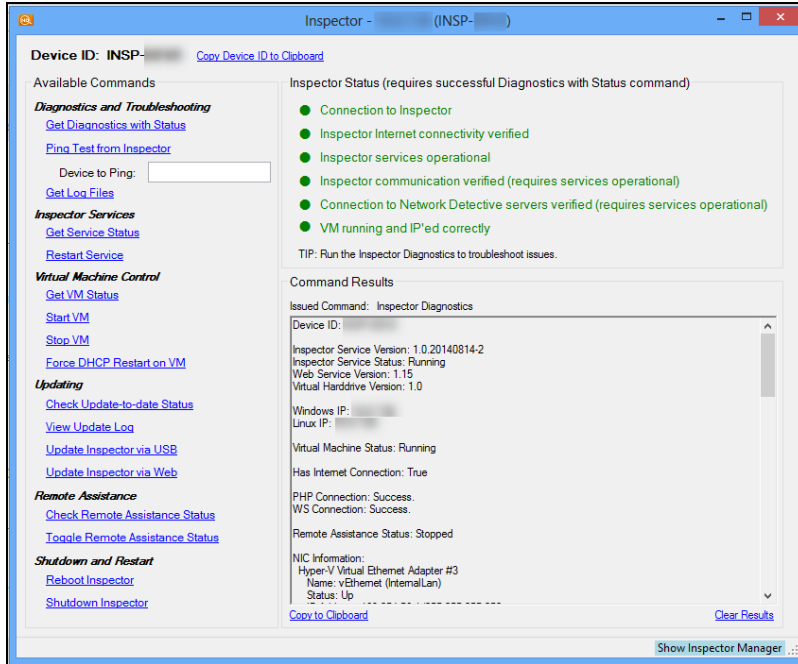 Inspector - (INSP- )
Device ID: INSP- Copy Device ID to Clipboard
Available Commands
Diagnostics and Troubleshooting
Get Diagnostics with Status
Ping Test from Inspector
Device to Ping:
Get Log Files
Inspector Services
Get Service Status
Restart Service
Virtual Machine Control
Get VM Status
Start VM
Stop VM
Force DHCP Restart on VM
Updating
Check Update-to-date Status
View Update Log
Update Inspector via USB
Update Inspector via Web
Remote Assistance
Check Remote Assistance Status
Toggle Remote Assistance Status
Shutdown and Restart
Reboot Inspector
Shutdown Inspector
Inspector Status (requires successful Diagnostics with Status command)
Connection to Inspector
Inspector Internet connectivity verified
Inspector services operational
Inspector communication verified (requires services operational)
Connection to Network Detective servers verified (requires services operational)
VM running and IP'ed correctly
TIP: Run the Inspector Diagnostics to troubleshoot issues.
Command Results
Issued Command: Inspector Diagnostics
Device ID:
Inspector Service Version: 1.0.20140814-2
Inspector Service Status: Running
Web Service Version: 1.15
Virtual Harddrive Version: 1.0
Windows IP:
Linux IP:
Virtual Machine Status: Running
Has Internet Connection: True
PHP Connection: Success.
WS Connection: Success.
Remote Assistance Status: Stopped
NIC Information:
Hyper-V Virtual Ethernet Adapter #3
Name: vEthernet (InternalLan)
Status: Up
Copy to Clipboard Clear Results
Show Inspector Manager